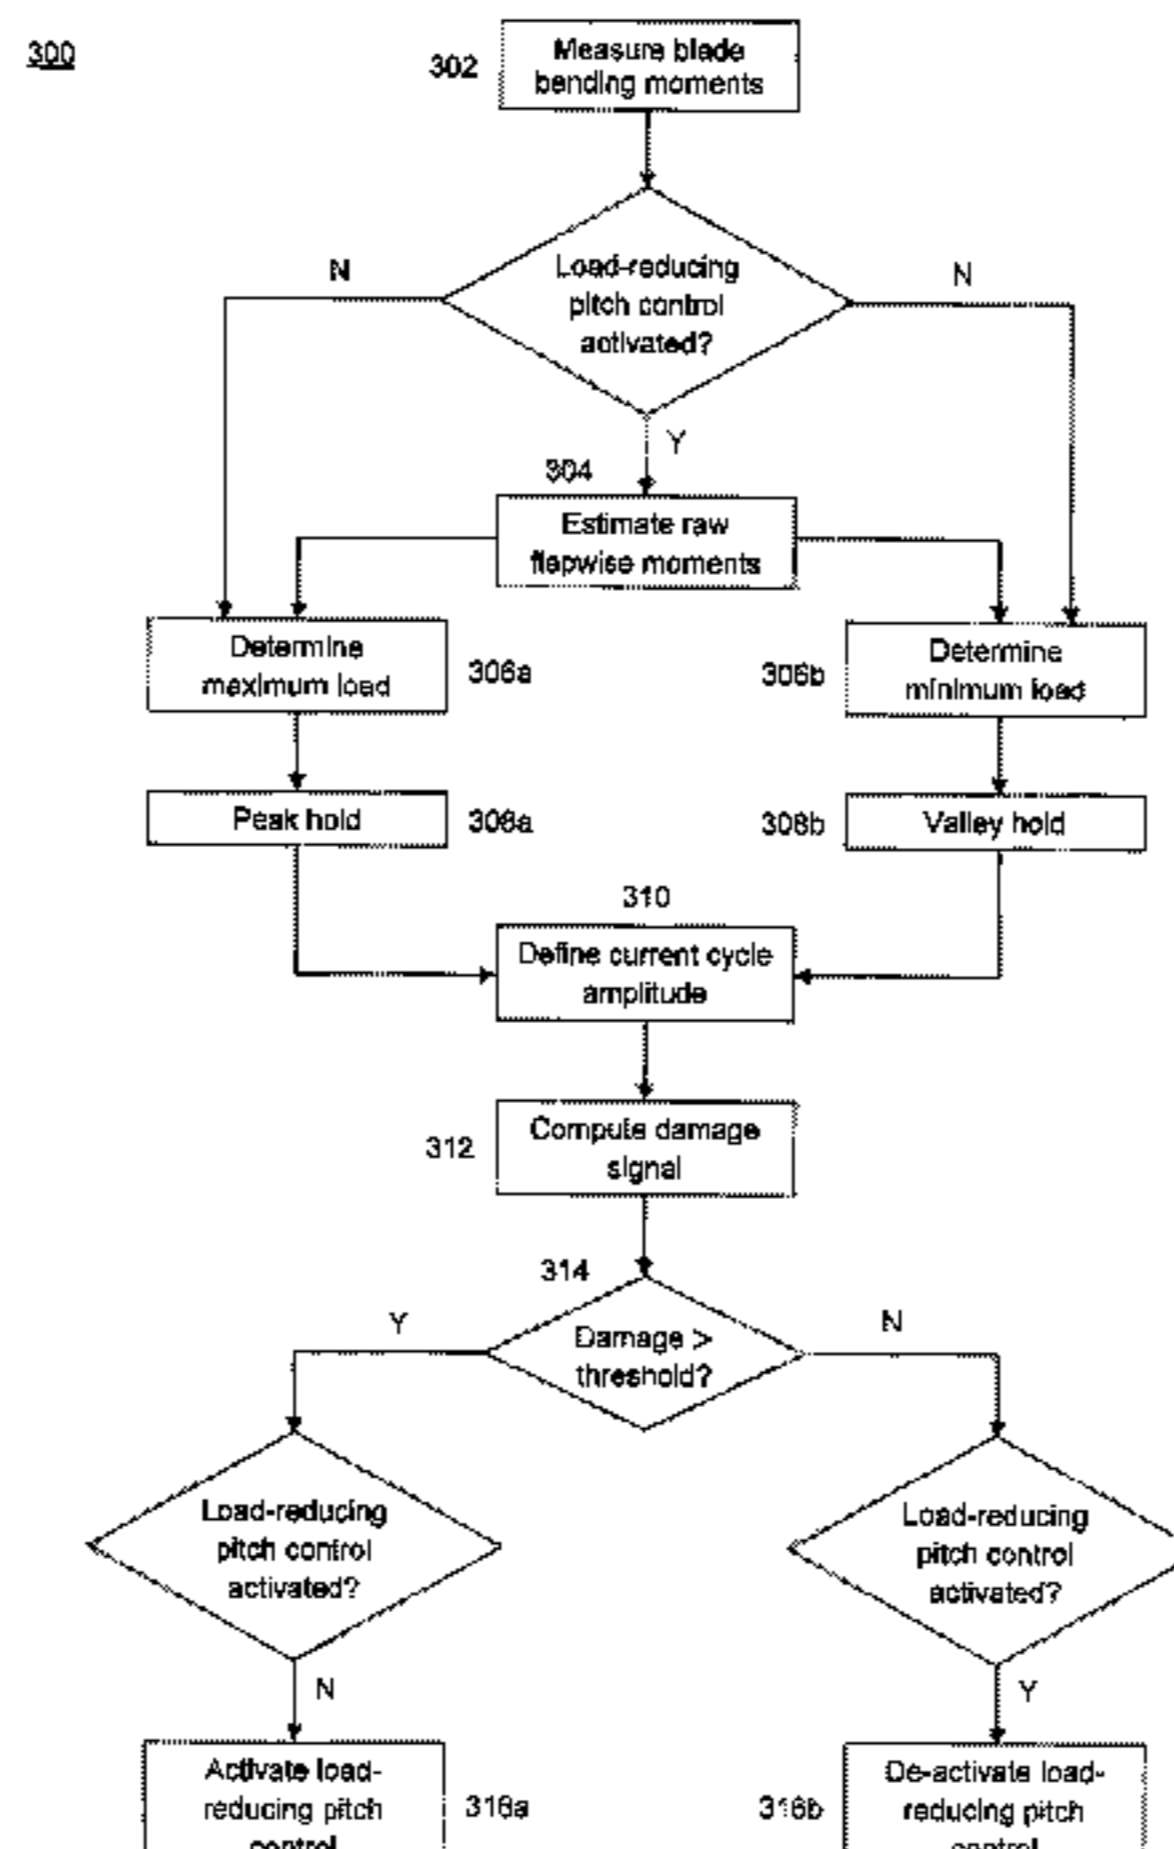 300
302
Measure blade
bending moments
N
Load-reducing
pitch control
activated?
N
Y
304
Estimate raw
flapwise moments
Determine
maximum load
306a
306b
Determine
minimum load
Peak hold
308a
308b
Valley hold
310
Define current cycle
amplitude
312
Compute damage
signal
314
Y
Damage >
threshold?
N
Load-reducing
pitch control
activated?
Load-reducing
pitch control
activated?
N
Y
Activate load-
reducing pitch
control
316a
316b
De-activate load-
reducing pitch
control